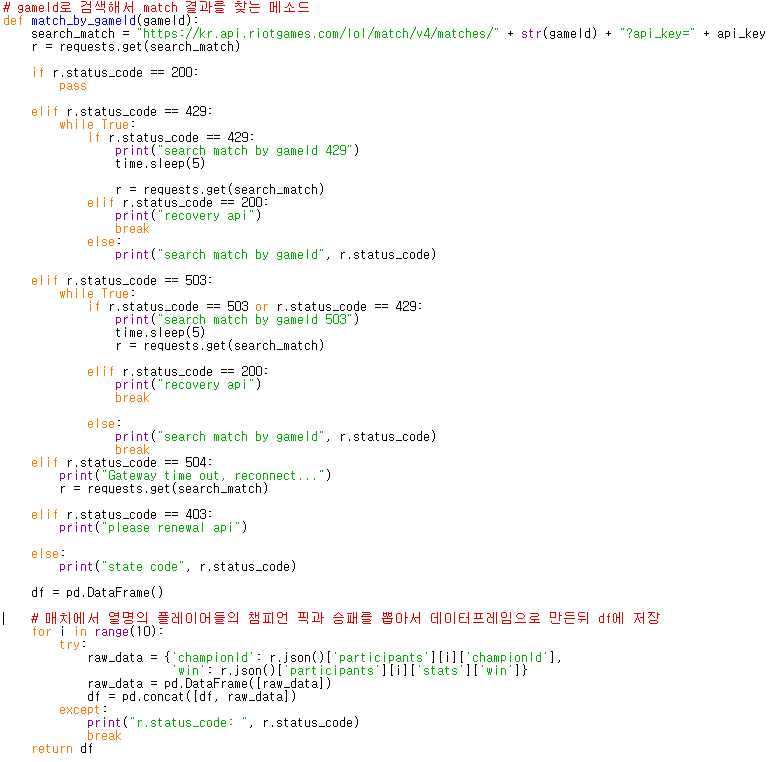 # gameId로 검색해서 match 결과를 찾는 메소드
def match_by_gameId(gameId):
    search_match = "https://kr.api.riotgames.com/lol/match/v4/matches/" + str(gameId) + "?api_key=" + api_key
    r = requests.get(search_match)

    if r.status_code == 200:
        pass

    elif r.status_code == 429:
        while True:
            if r.status_code == 429:
                print("search match by gameId 429")
                time.sleep(5)

                r = requests.get(search_match)
            elif r.status_code == 200:
                print("recovery api")
                break
            else:
                print("search match by gameId", r.status_code)

    elif r.status_code == 503:
        while True:
            if r.status_code == 503 or r.status_code == 429:
                print("search match by gameId 503")
                time.sleep(5)
                r = requests.get(search_match)

            elif r.status_code == 200:
                print("recovery api")
                break

            else:
                print("search match by gameId", r.status_code)
                break
    elif r.status_code == 504:
        print("Gateway time out, reconnect...")
        r = requests.get(search_match)

    elif r.status_code == 403:
        print("please renewal api")

    else:
        print("state code", r.status_code)

    df = pd.DataFrame()

    # 매치에서 열명의 플레이어들의 챔피언 픽과 승패를 뽑아서 데이터프레임으로 만든뒤 df에 저장
    for i in range(10):
        try:
            raw_data = {'championId': r.json()['participants'][i]['championId'],
                        'win': r.json()['participants'][i]['stats']['win']}
            raw_data = pd.DataFrame([raw_data])
            df = pd.concat([df, raw_data])
        except:
            print("r.status_code: ", r.status_code)
            break
    return df